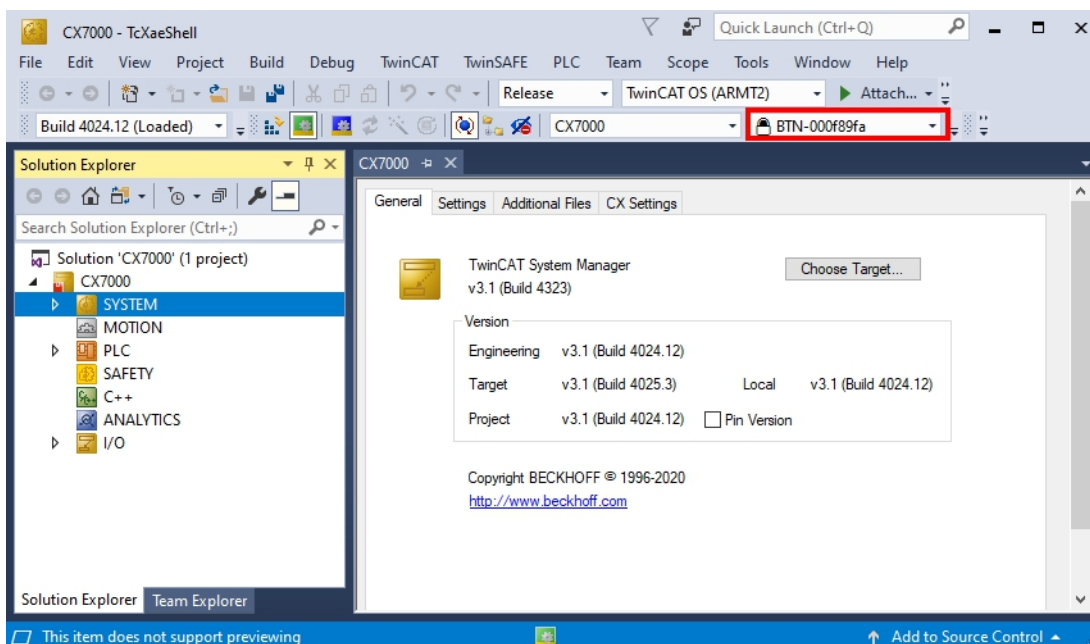 CX7000 - TcXaeShell
Quick Launch (Ctrl+Q)
File Edit View Project Build Debug TwinCAT TwinSAFE PLC Team Scope Tools Window Help
Release TwinCAT OS (ARMT2) Attach...
Build 4024.12 (Loaded) CX7000 BTN-000f89fa
Solution Explorer
CX7000
General Settings Additional Files CX Settings
Search Solution Explorer (Ctrl+;)
Solution 'CX7000' (1 project)
CX7000
SYSTEM
MOTION
PLC
SAFETY
C++
ANALYTICS
I/O
TwinCAT System Manager
v3.1 (Build 4323)
Choose Target...
Version
Engineering v3.1 (Build 4024.12)
Target v3.1 (Build 4025.3) Local v3.1 (Build 4024.12)
Project v3.1 (Build 4024.12) Pin Version
Copyright BECKHOFF © 1996-2020
http://www.beckhoff.com
Solution Explorer Team Explorer
This item does not support previewing
Add to Source Control